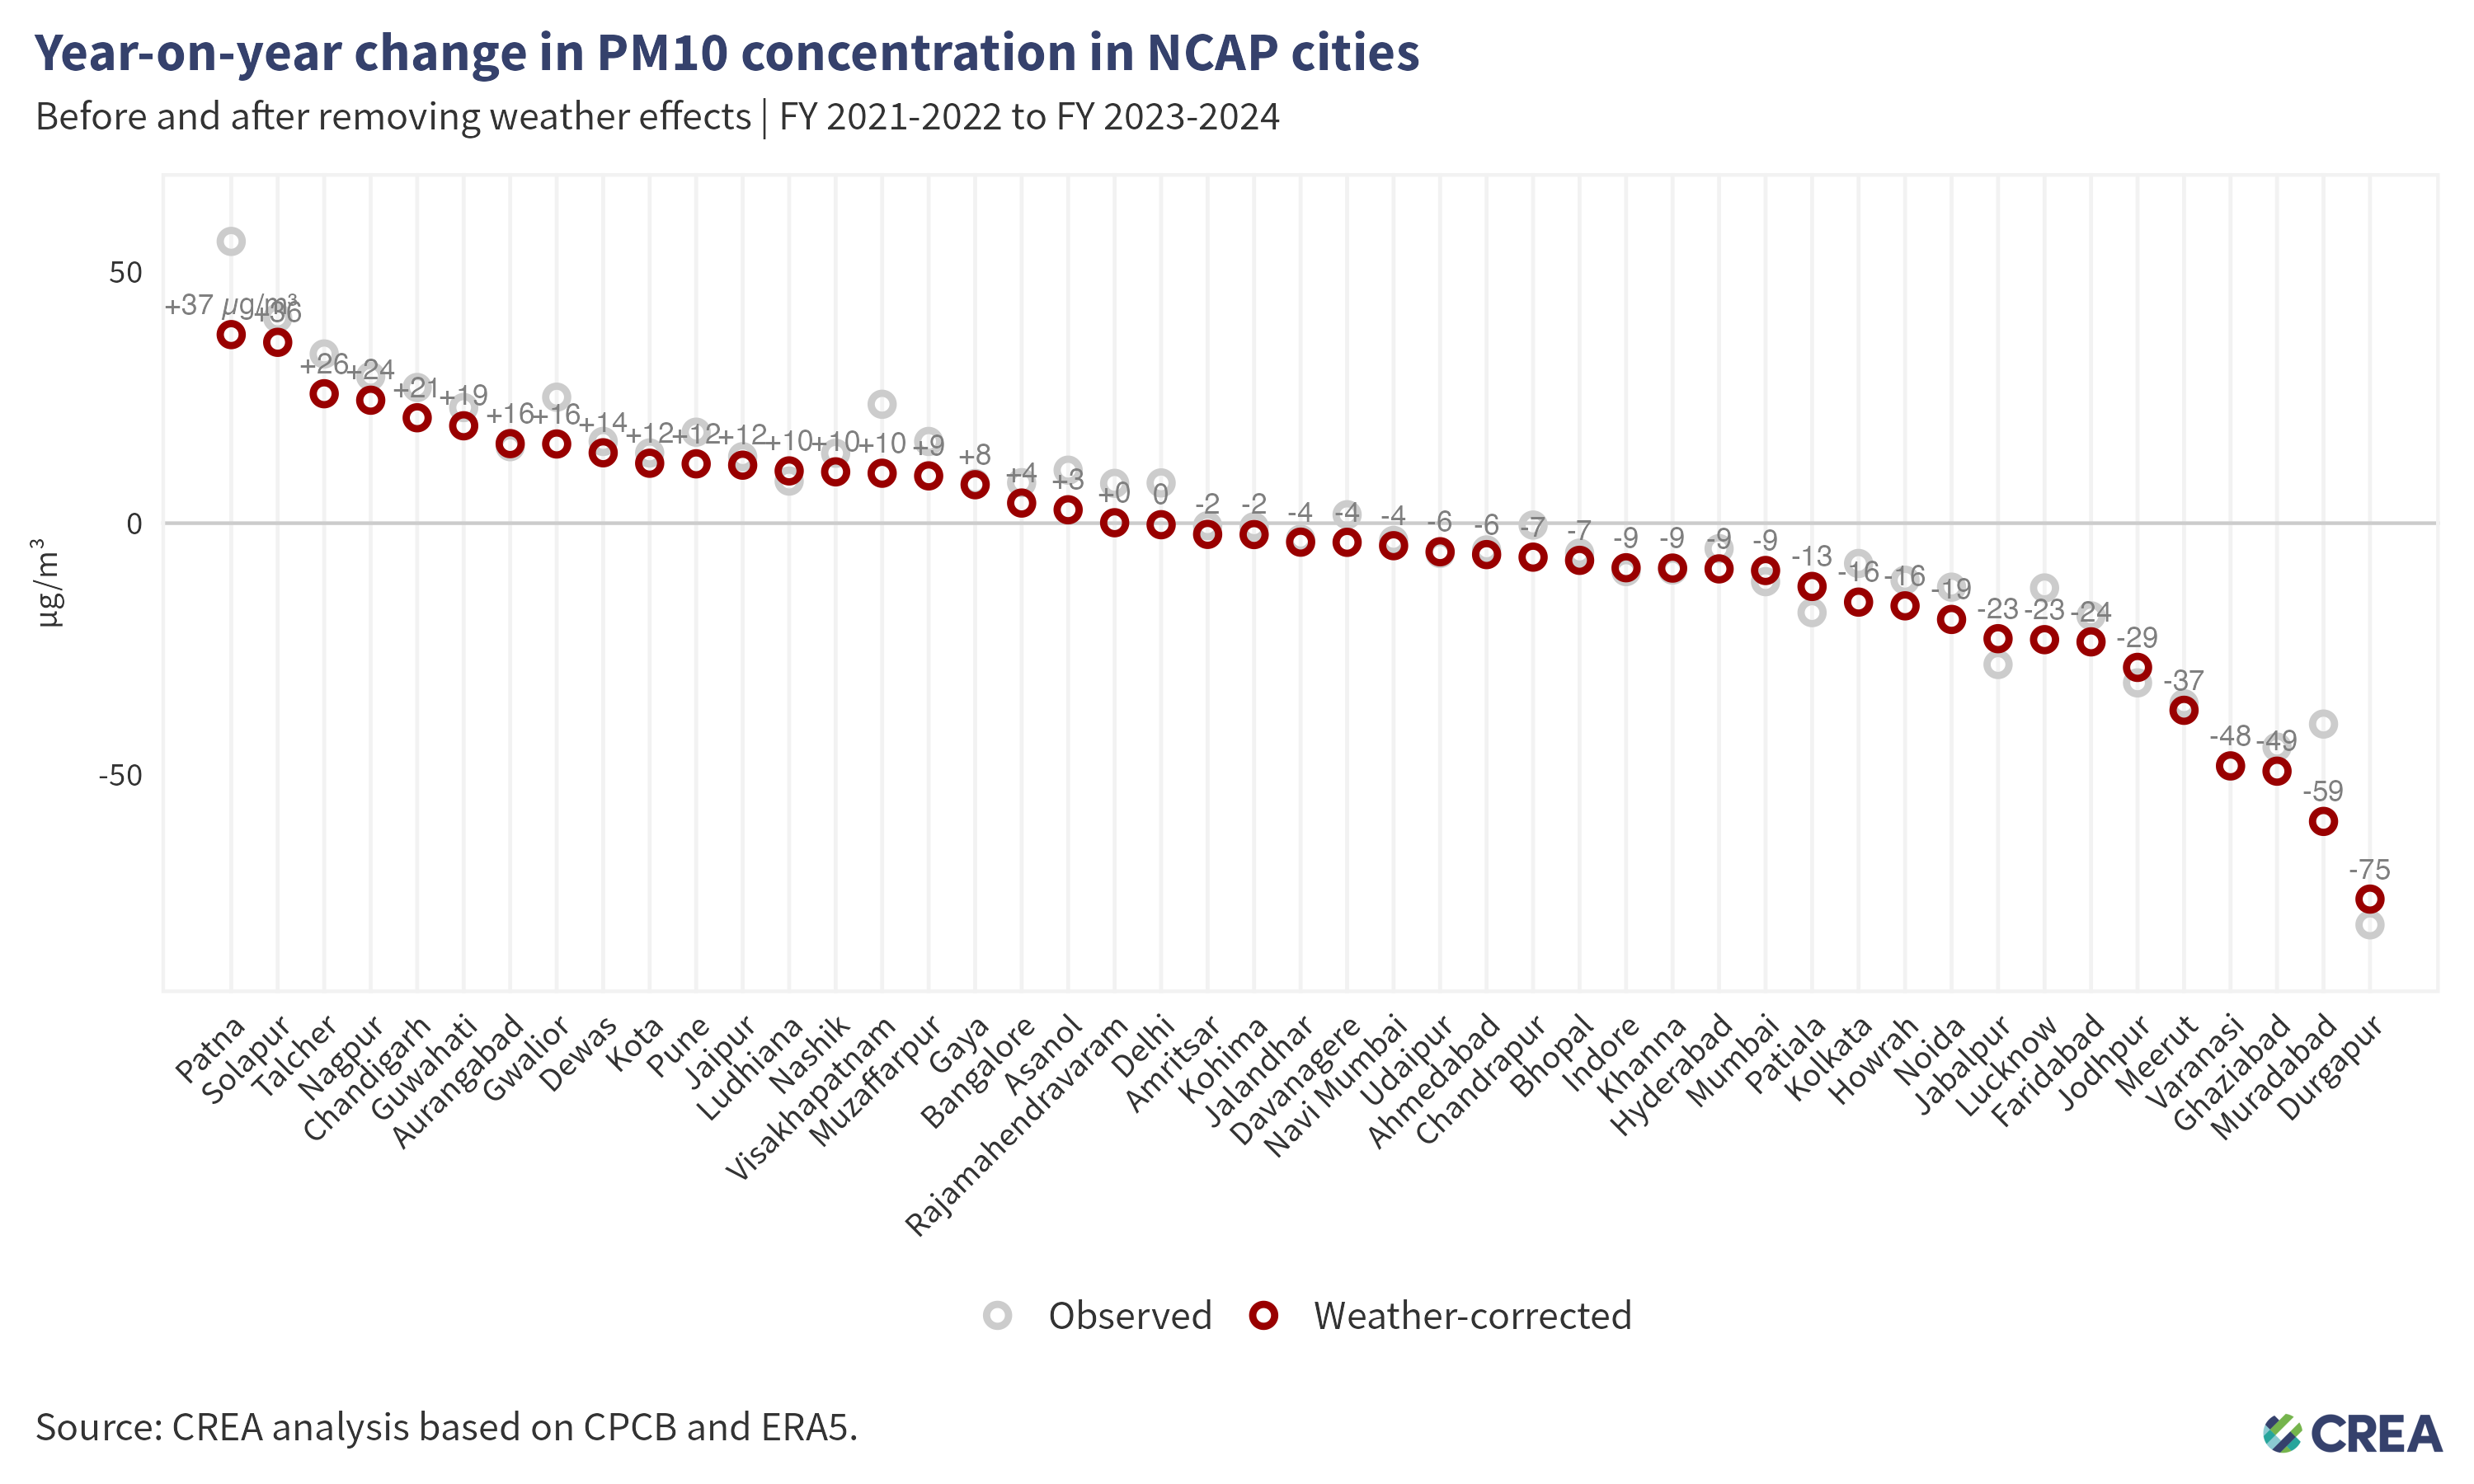 Year-on-year change in PM10 concentration in NCAP cities
Before and after removing weather effects | FY 2021-2022 to FY 2023-2024
50
0
-50
µg/m³
+37 µg/m³
+36
+26
+24
+21
+19
+16
+16
+14
+12
+12
+12
+10
+10
+10
+9
+8
+4
+3
+0
0
-2
-2
-4
-4
-4
-6
-6
-7
-7
-9
-9
-9
-9
-13
-16
-16
-19
-23
-23
-24
-29
-37
-48
-49
-59
-75
Patna
Solapur
Talcher
Nagpur
Chandigarh
Guwahati
Aurangabad
Gwalior
Dewas
Kota
Pune
Jaipur
Ludhiana
Nashik
Visakhapatnam
Muzaffarpur
Gaya
Bangalore
Asanol
Rajamahendravaram
Delhi
Amritsar
Kohima
Jalandhar
Davanagere
Navi Mumbai
Udaipur
Ahmedabad
Chandrapur
Bhopal
Indore
Khanna
Hyderabad
Mumbai
Patiala
Kolkata
Howrah
Noida
Jabalpur
Lucknow
Faridabad
Jodhpur
Meerut
Varanasi
Ghaziabad
Muradabad
Durgapur
Observed
Weather-corrected
Source: CREA analysis based on CPCB and ERA5.
CREA